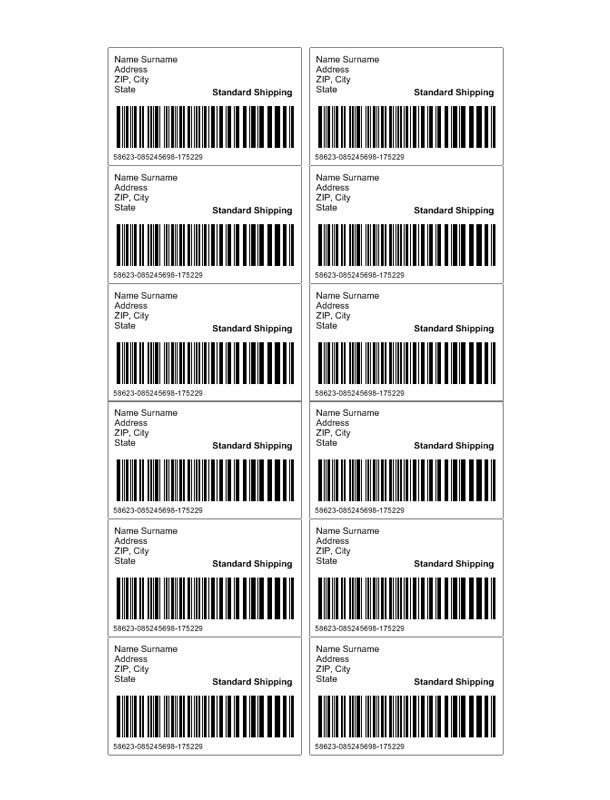 Name Surname
Address
ZIP, City
State
Standard Shipping
58623-085245698-175229
Name Surname
Address
ZIP, City
State
Standard Shipping
58623-085245698-175229
Name Surname
Address
ZIP, City
State
Standard Shipping
58623-085245698-175229
Name Surname
Address
ZIP, City
State
Standard Shipping
58623-085245698-175229
Name Surname
Address
ZIP, City
State
Standard Shipping
58623-085245698-175229
Name Surname
Address
ZIP, City
State
Standard Shipping
58623-085245698-175229
Name Surname
Address
ZIP, City
State
Standard Shipping
58623-085245698-175229
Name Surname
Address
ZIP, City
State
Standard Shipping
58623-085245698-175229
Name Surname
Address
ZIP, City
State
Standard Shipping
58623-085245698-175229
Name Surname
Address
ZIP, City
State
Standard Shipping
58623-085245698-175229
Name Surname
Address
ZIP, City
State
Standard Shipping
58623-085245698-175229
Name Surname
Address
ZIP, City
State
Standard Shipping
58623-085245698-175229